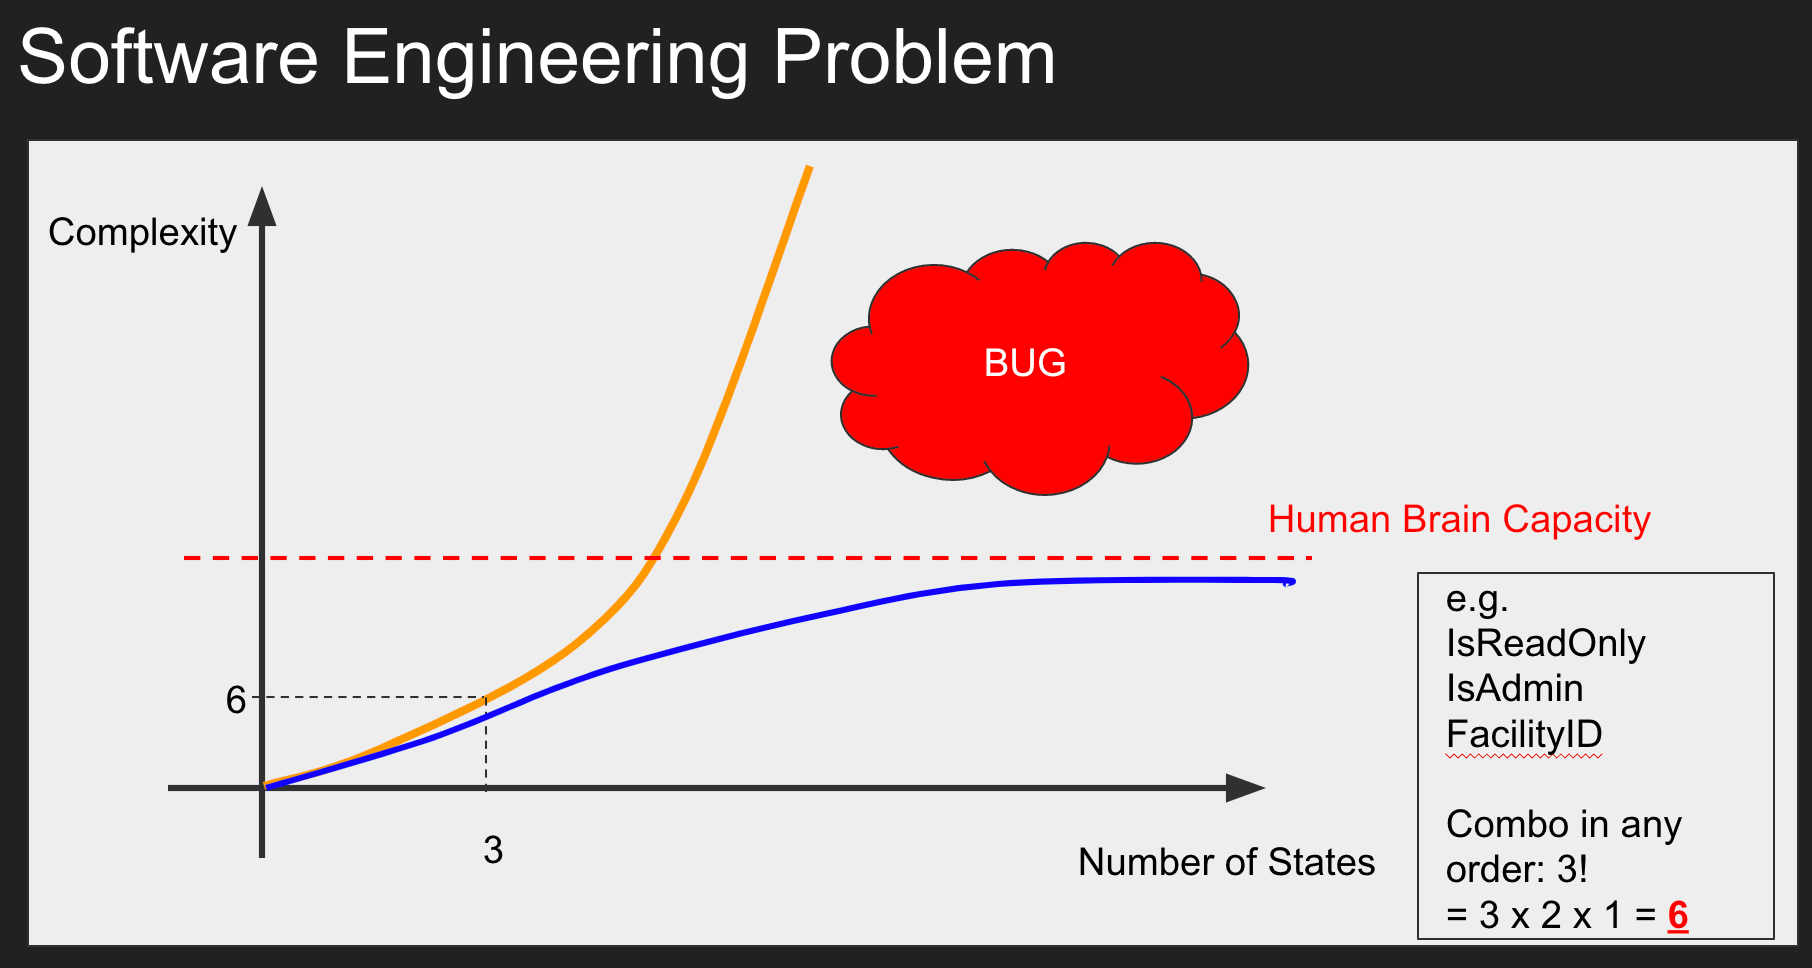 Software Engineering Problem
Complexity
BUG
Human Brain Capacity
6
3
Number of States
e.g.
IsReadOnly
IsAdmin
FacilityID
Combo in any
order: 3!
= 3 x 2 x 1 = 6